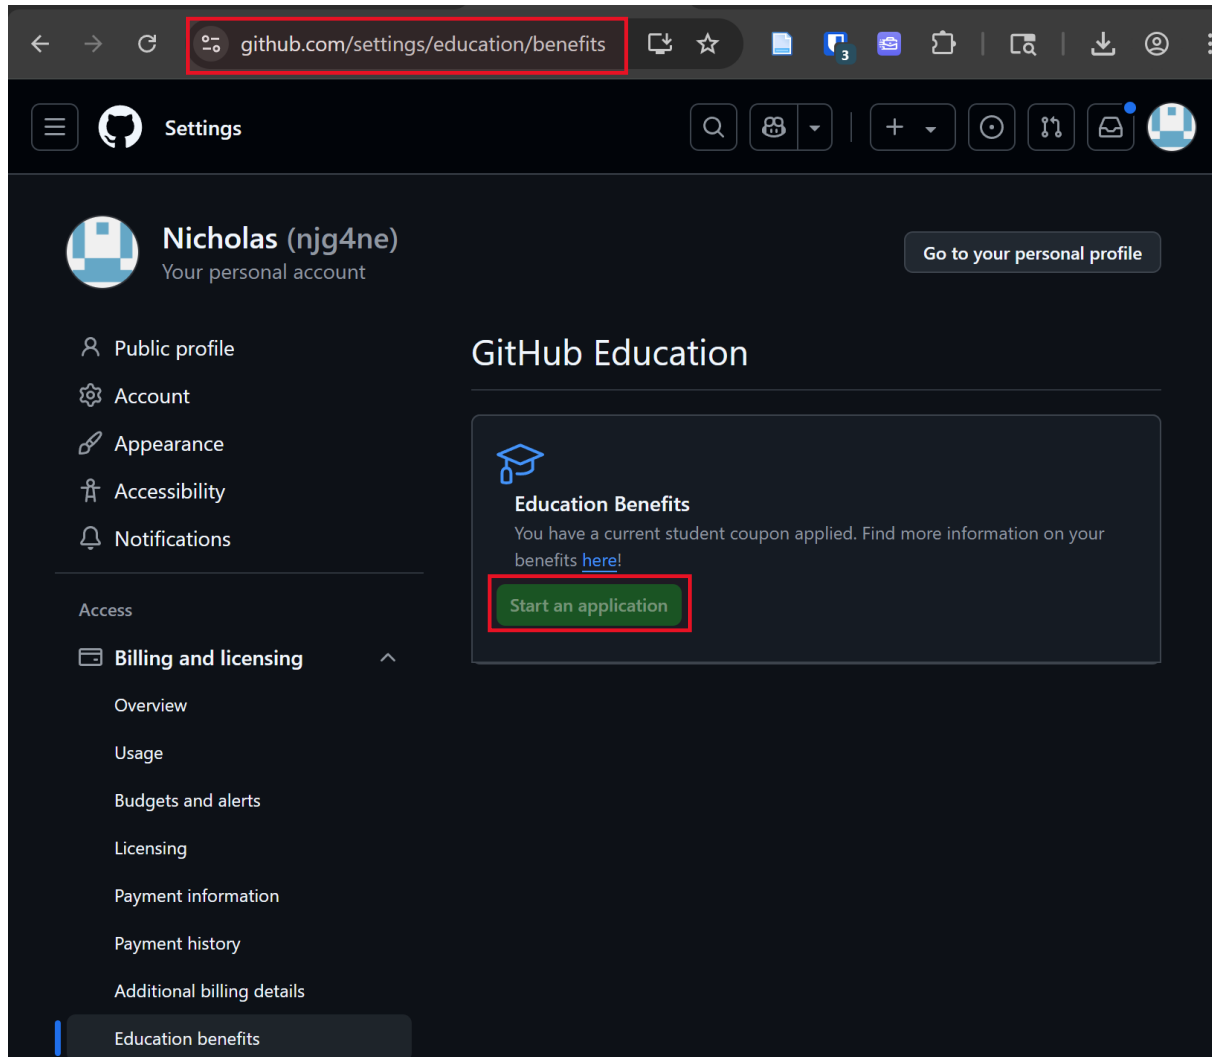 github.com/settings/education/benefits
3
Settings
Nicholas (njg4ne)
Your personal account
Go to your personal profile
Public profile
Account
Appearance
Accessibility
Notifications
Access
Billing and licensing
Overview
Usage
Budgets and alerts
Licensing
Payment information
Payment history
Additional billing details
Education benefits
GitHub Education
Education Benefits
You have a current student coupon applied. Find more information on your
benefits here!
Start an application